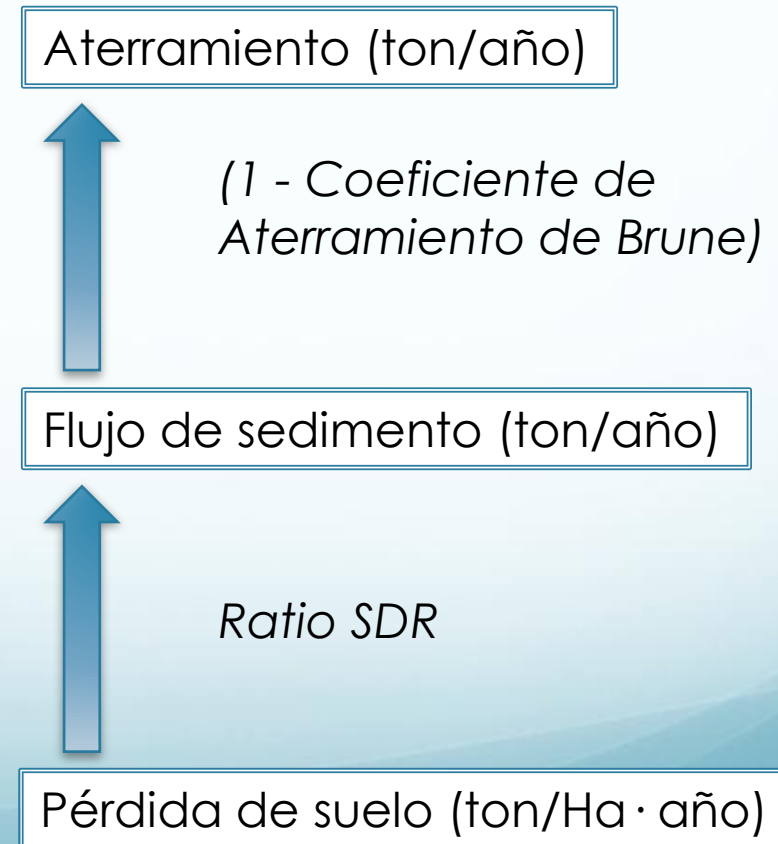 Aterramiento (ton/año)
(1 - Coeficiente de
Aterramiento de Brune)
Flujo de sedimento (ton/año)
Ratio SDR
Pérdida de suelo (ton/Ha·año)